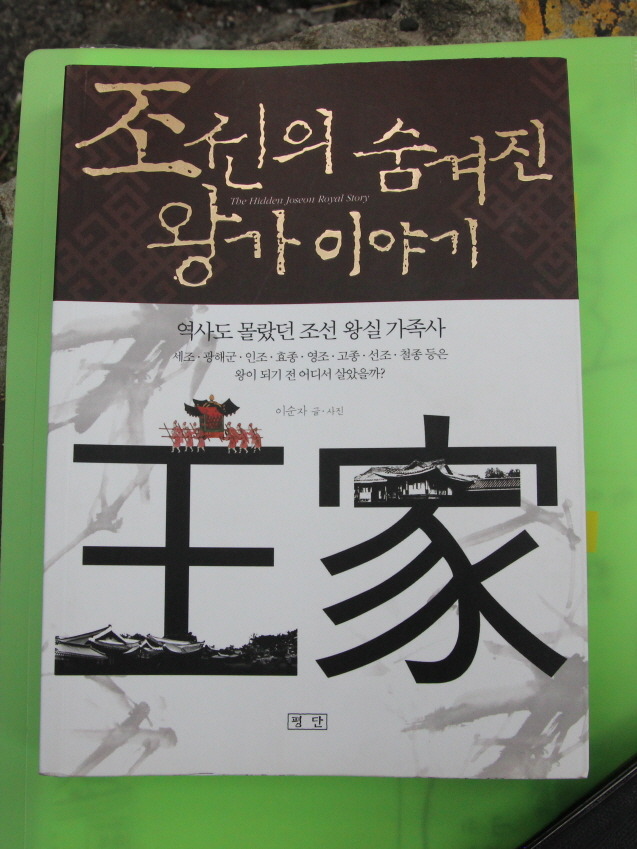 조선의 숨겨진
The Hidden Joseon Royal Story
왕가 이야기
역사도 몰랐던 조선 왕실 가족사
세조·광해군·인조·효종·영조·고종·선조·철종 등은
왕이 되기 전 어디서 살았을까?
이순자 글·사진
王家
평단